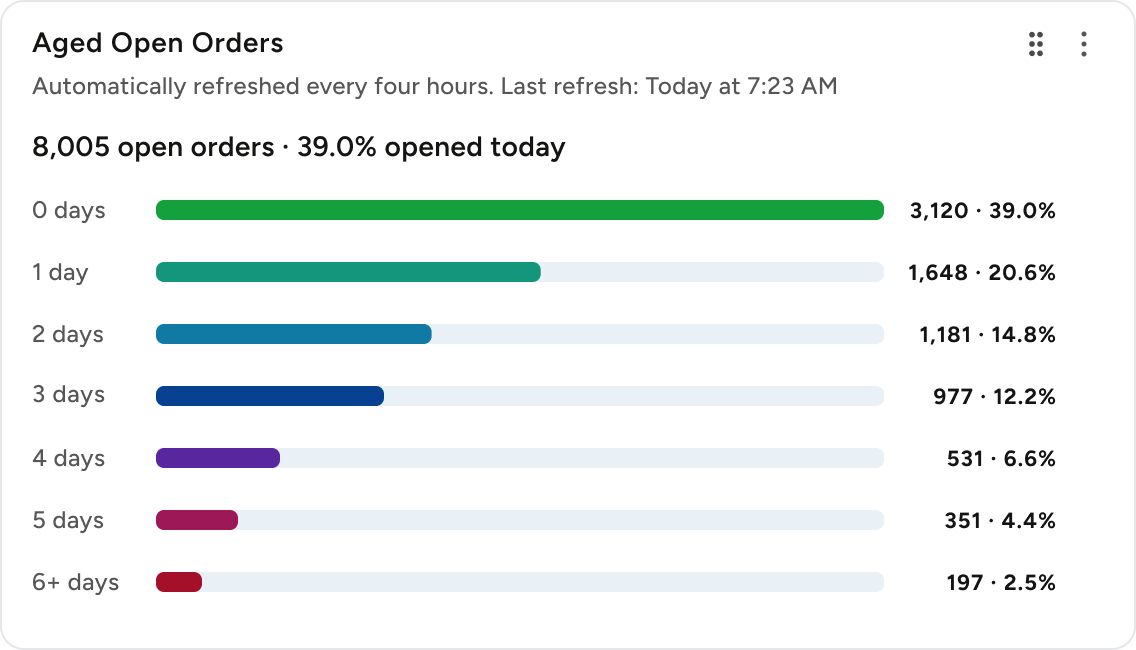 Aged Open Orders
Automatically refreshed every four hours. Last refresh: Today at 7:23 AM
8,005 open orders · 39.0% opened today
0 days 3,120 · 39.0%
1 day 1,648 · 20.6%
2 days 1,181 · 14.8%
3 days 977 · 12.2%
4 days 531 · 6.6%
5 days 351 · 4.4%
6+ days 197 · 2.5%